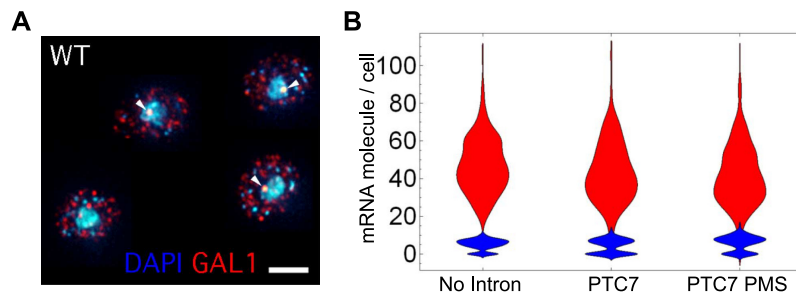 A
WT
DAPI GAL1
B
mRNA molecule / cell
100
80
60
40
20
0
No Intron PTC7 PTC7 PMS